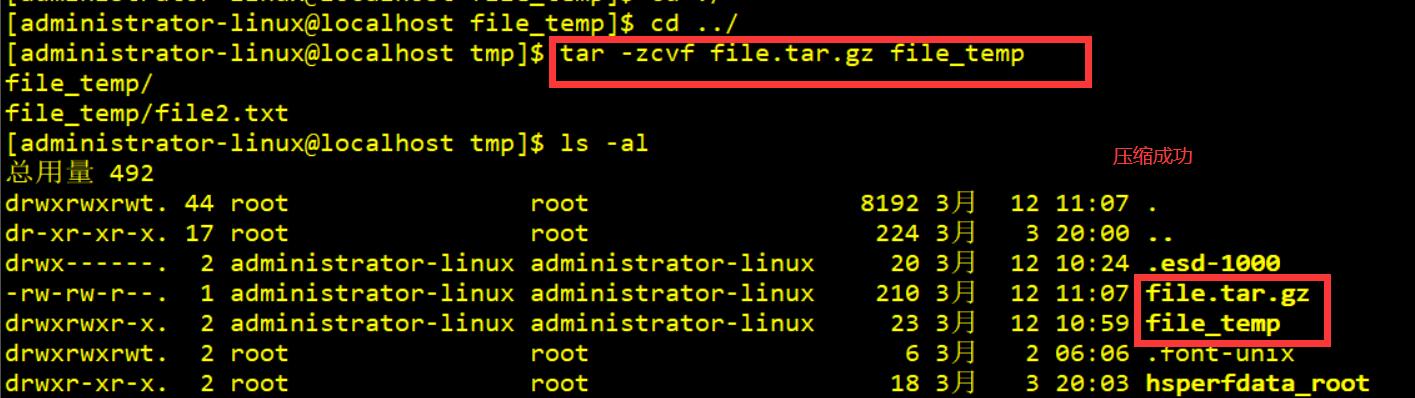 [administrator-linux@localhost file_temp]$ cd ../
[administrator-linux@localhost tmp]$ tar -zcvf file.tar.gz file_temp
file_temp/
file_temp/file2.txt
[administrator-linux@localhost tmp]$ ls -al
总用量 492
压缩成功
drwxrwxrwt. 44 root root 8192 3月 12 11:07 .
dr-xr-xr-x. 17 root root 224 3月 3 20:00 ..
drwx------. 2 administrator-linux administrator-linux 20 3月 12 10:24 .esd-1000
-rw-rw-r--. 1 administrator-linux administrator-linux 210 3月 12 11:07 file.tar.gz
drwxrwxr-x. 2 administrator-linux administrator-linux 23 3月 12 10:59 file_temp
drwxrwxrwt. 2 root root 6 3月 2 06:06 .font-unix
drwxr-xr-x. 2 root root 18 3月 3 20:03 hsperfdata_root